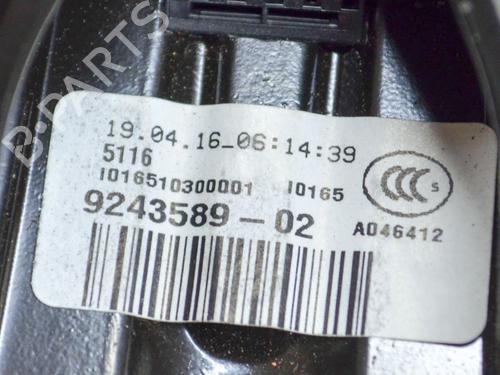 B-PARTS
19.04.16_06:14:39
5116
I016510300001 I0165
CCC S
9243589-02
A046412